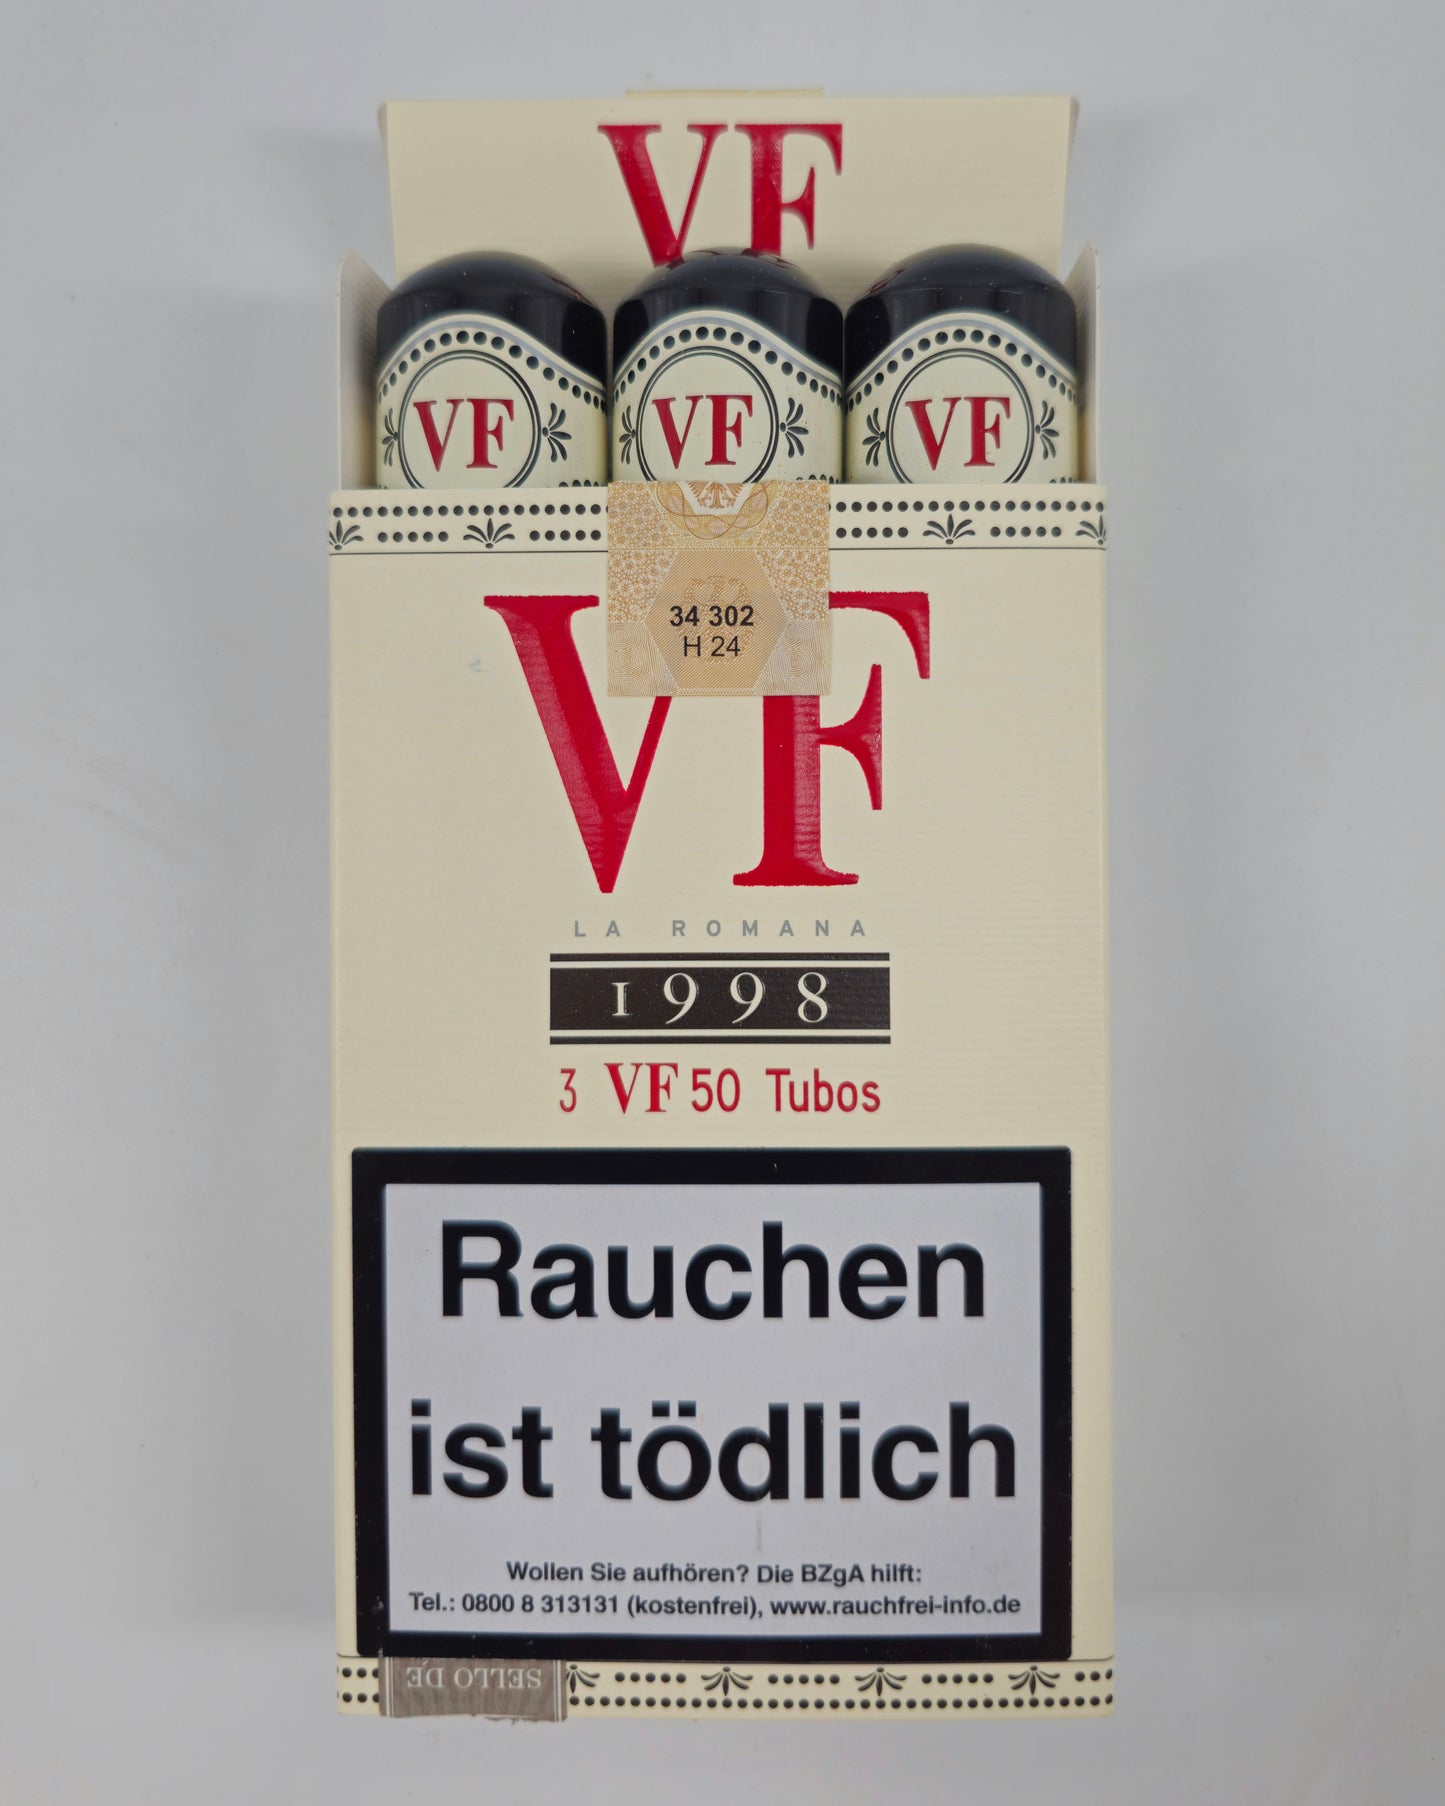 VF
VF
VF
VF
34 302
H 24
VF
LA ROMANA
1998
3 VF 50 Tubos
Rauchen
ist tödlich
Wollen Sie aufhören? Die BZgA hilft:
Tel.: 0800 8 313131 (kostenfrei), www.rauchfrei-info.de
SELLO DE